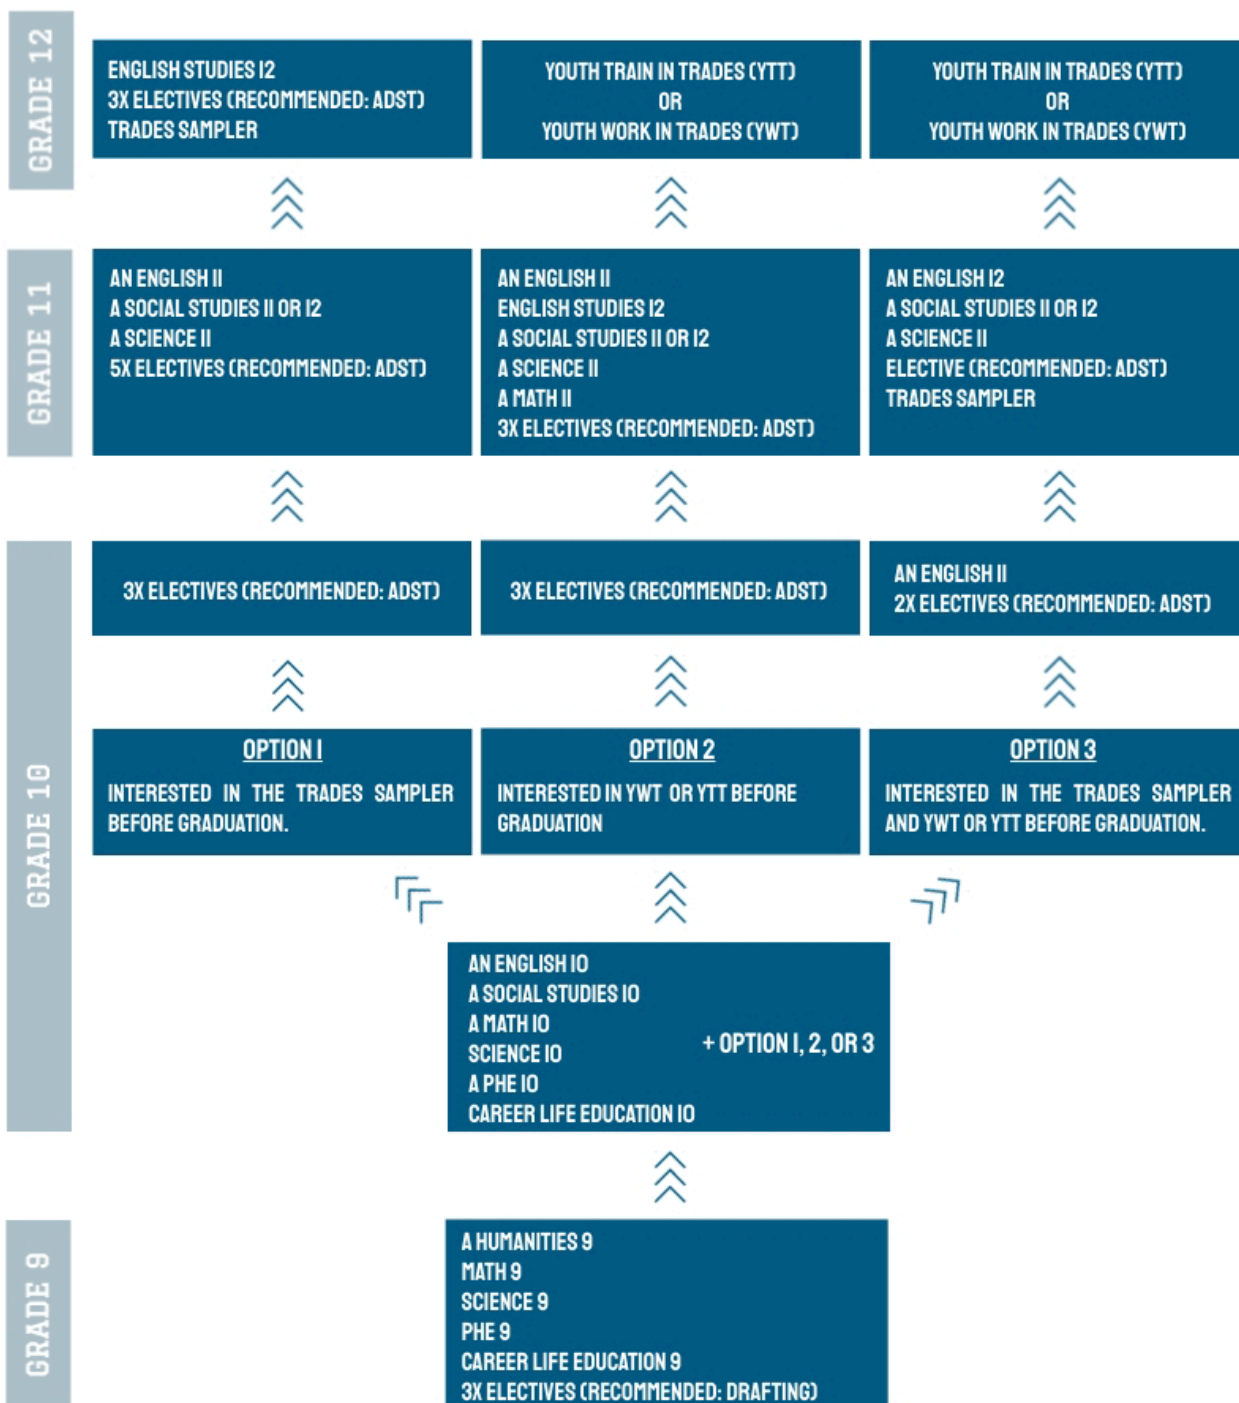 GRADE 12
ENGLISH STUDIES 12
3X ELECTIVES (RECOMMENDED: ADST)
TRADES SAMPLER
YOUTH TRAIN IN TRADES (YTT)
OR
YOUTH WORK IN TRADES (YWT)
YOUTH TRAIN IN TRADES (YTT)
OR
YOUTH WORK IN TRADES (YWT)
GRADE 11
AN ENGLISH 11
A SOCIAL STUDIES 11 OR 12
A SCIENCE 11
5X ELECTIVES (RECOMMENDED: ADST)
AN ENGLISH 11
ENGLISH STUDIES 12
A SOCIAL STUDIES 11 OR 12
A SCIENCE 11
A MATH 11
3X ELECTIVES (RECOMMENDED: ADST)
AN ENGLISH 12
A SOCIAL STUDIES 11 OR 12
A SCIENCE 11
ELECTIVE (RECOMMENDED: ADST)
TRADES SAMPLER
GRADE 10
3X ELECTIVES (RECOMMENDED: ADST)
3X ELECTIVES (RECOMMENDED: ADST)
AN ENGLISH 11
2X ELECTIVES (RECOMMENDED: ADST)
OPTION 1
INTERESTED IN THE TRADES SAMPLER
BEFORE GRADUATION.
OPTION 2
INTERESTED IN YWT OR YTT BEFORE
GRADUATION
OPTION 3
INTERESTED IN THE TRADES SAMPLER
AND YWT OR YTT BEFORE GRADUATION.
AN ENGLISH 10
A SOCIAL STUDIES 10
A MATH 10
SCIENCE 10
A PHE 10
CAREER LIFE EDUCATION 10
+ OPTION 1, 2, OR 3
GRADE 9
A HUMANITIES 9
MATH 9
SCIENCE 9
PHE 9
CAREER LIFE EDUCATION 9
3X ELECTIVES (RECOMMENDED: DRAFTING)